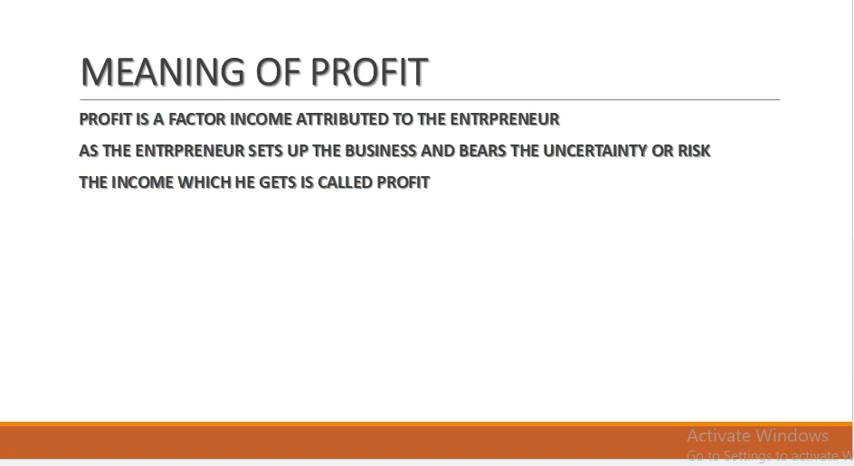 MEANING OF PROFIT
PROFIT IS A FACTOR INCOME ATTRIBUTED TO THE ENTRPRENEUR
AS THE ENTRPRENEUR SETS UP THE BUSINESS AND BEARS THE UNCERTAINTY OR RISK
THE INCOME WHICH HE GETS IS CALLED PROFIT
Activate Windows
Go to Settings to activate W